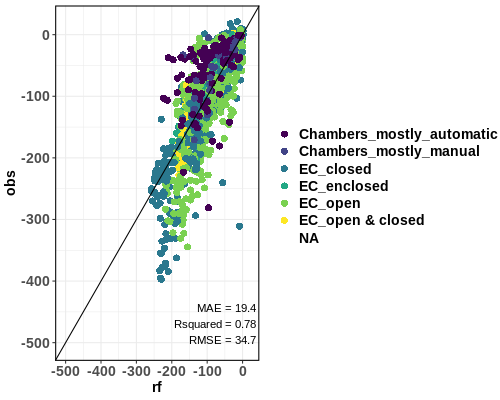 0
-100
-200
-300
-400
-500
obs
MAE = 19.4
Rsquared = 0.78
RMSE = 34.7
-500 -400 -300 -200 -100 0
rf
Chambers_mostly_automatic
Chambers_mostly_manual
EC_closed
EC_enclosed
EC_open
EC_open & closed
NA